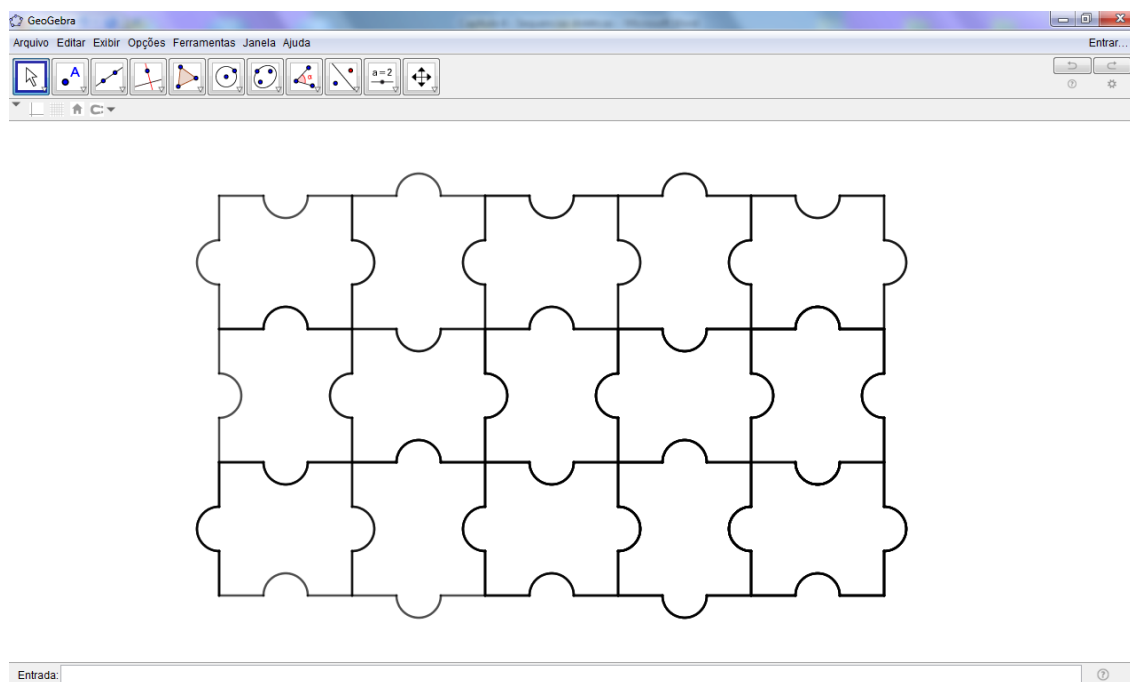 GeoGebra
Arquivo Editar Exibir Opções Ferramentas Janela Ajuda
Entrar...
A
α
a=2
Entrada: